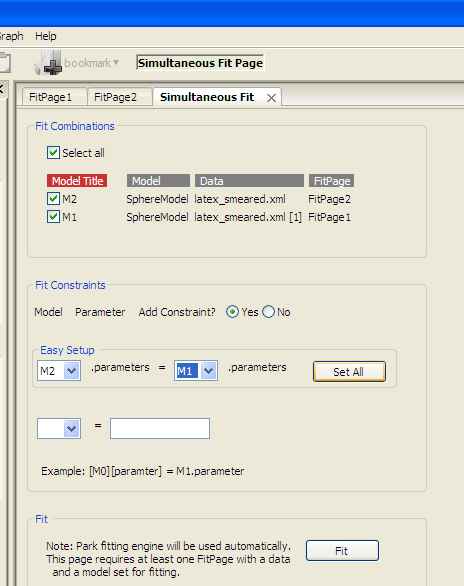 Graph Help
bookmark Simultaneous Fit Page
FitPage1 FitPage2 Simultaneous Fit
Fit Combinations
Select all
Model Title Model Data FitPage
M2 SphereModel latex_smeared.xml FitPage2
M1 SphereModel latex_smeared.xml [1] FitPage1
Fit Constraints
Model Parameter Add Constraint? Yes No
Easy Setup
M2 .parameters = M1 .parameters Set All
=
Example: [M0][paramter] = M1.parameter
Fit
Note: Park fitting engine will be used automatically.
This page requires at least one FitPage with a data
and a model set for fitting.
Fit